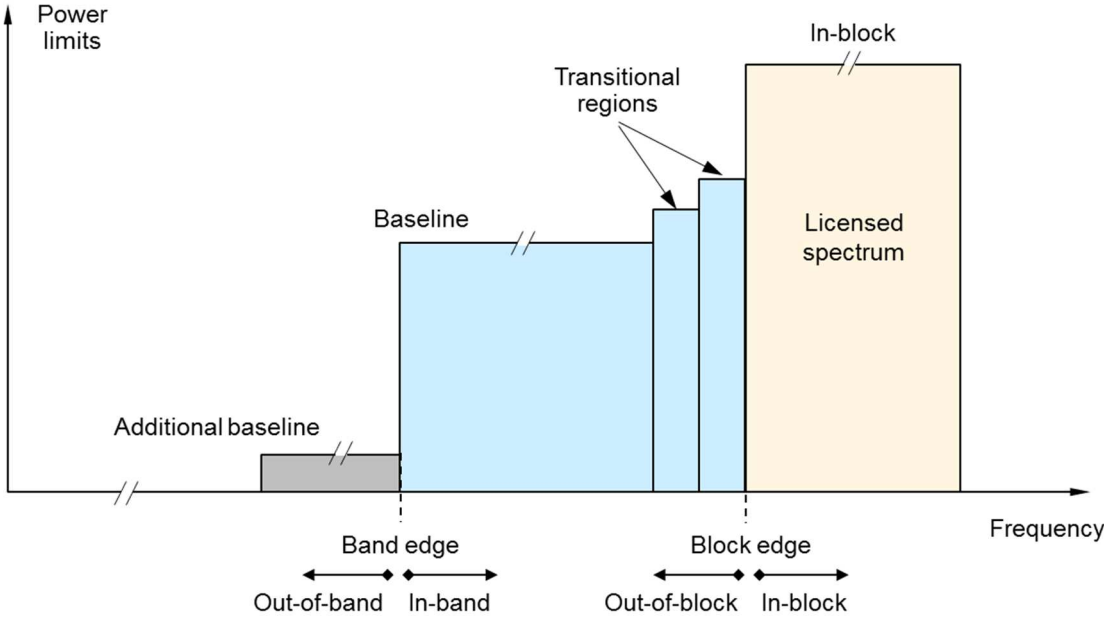 Power
limits
In-block
Transitional
regions
Baseline
Licensed
spectrum
Additional baseline
Frequency
Band edge
Block edge
Out-of-band
In-band
Out-of-block
In-block